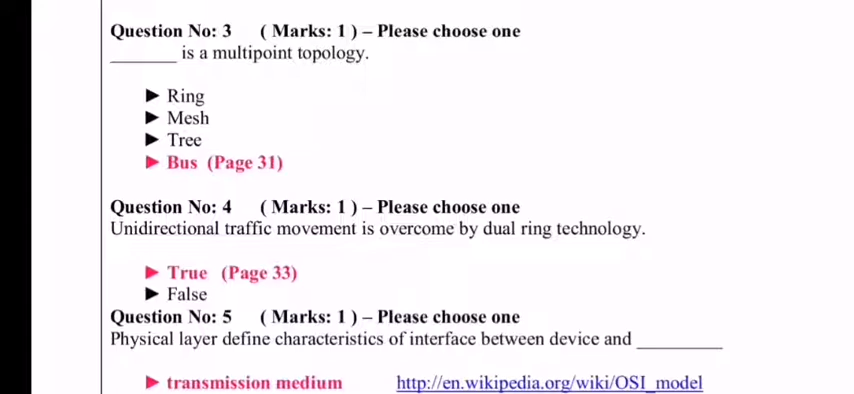 Question No: 3 ( Marks: 1 ) – Please choose one
_______ is a multipoint topology.
► Ring
► Mesh
► Tree
► Bus (Page 31)
Question No: 4 ( Marks: 1 ) – Please choose one
Unidirectional traffic movement is overcome by dual ring technology.
► True (Page 33)
► False
Question No: 5 ( Marks: 1 ) – Please choose one
Physical layer define characteristics of interface between device and _________
► transmission medium http://en.wikipedia.org/wiki/OSI_model